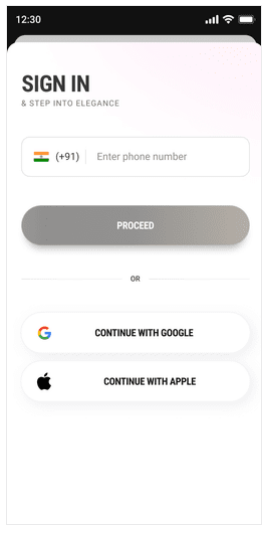 12:30
SIGN IN
& STEP INTO ELEGANCE
(+91) Enter phone number
PROCEED
OR
CONTINUE WITH GOOGLE
CONTINUE WITH APPLE